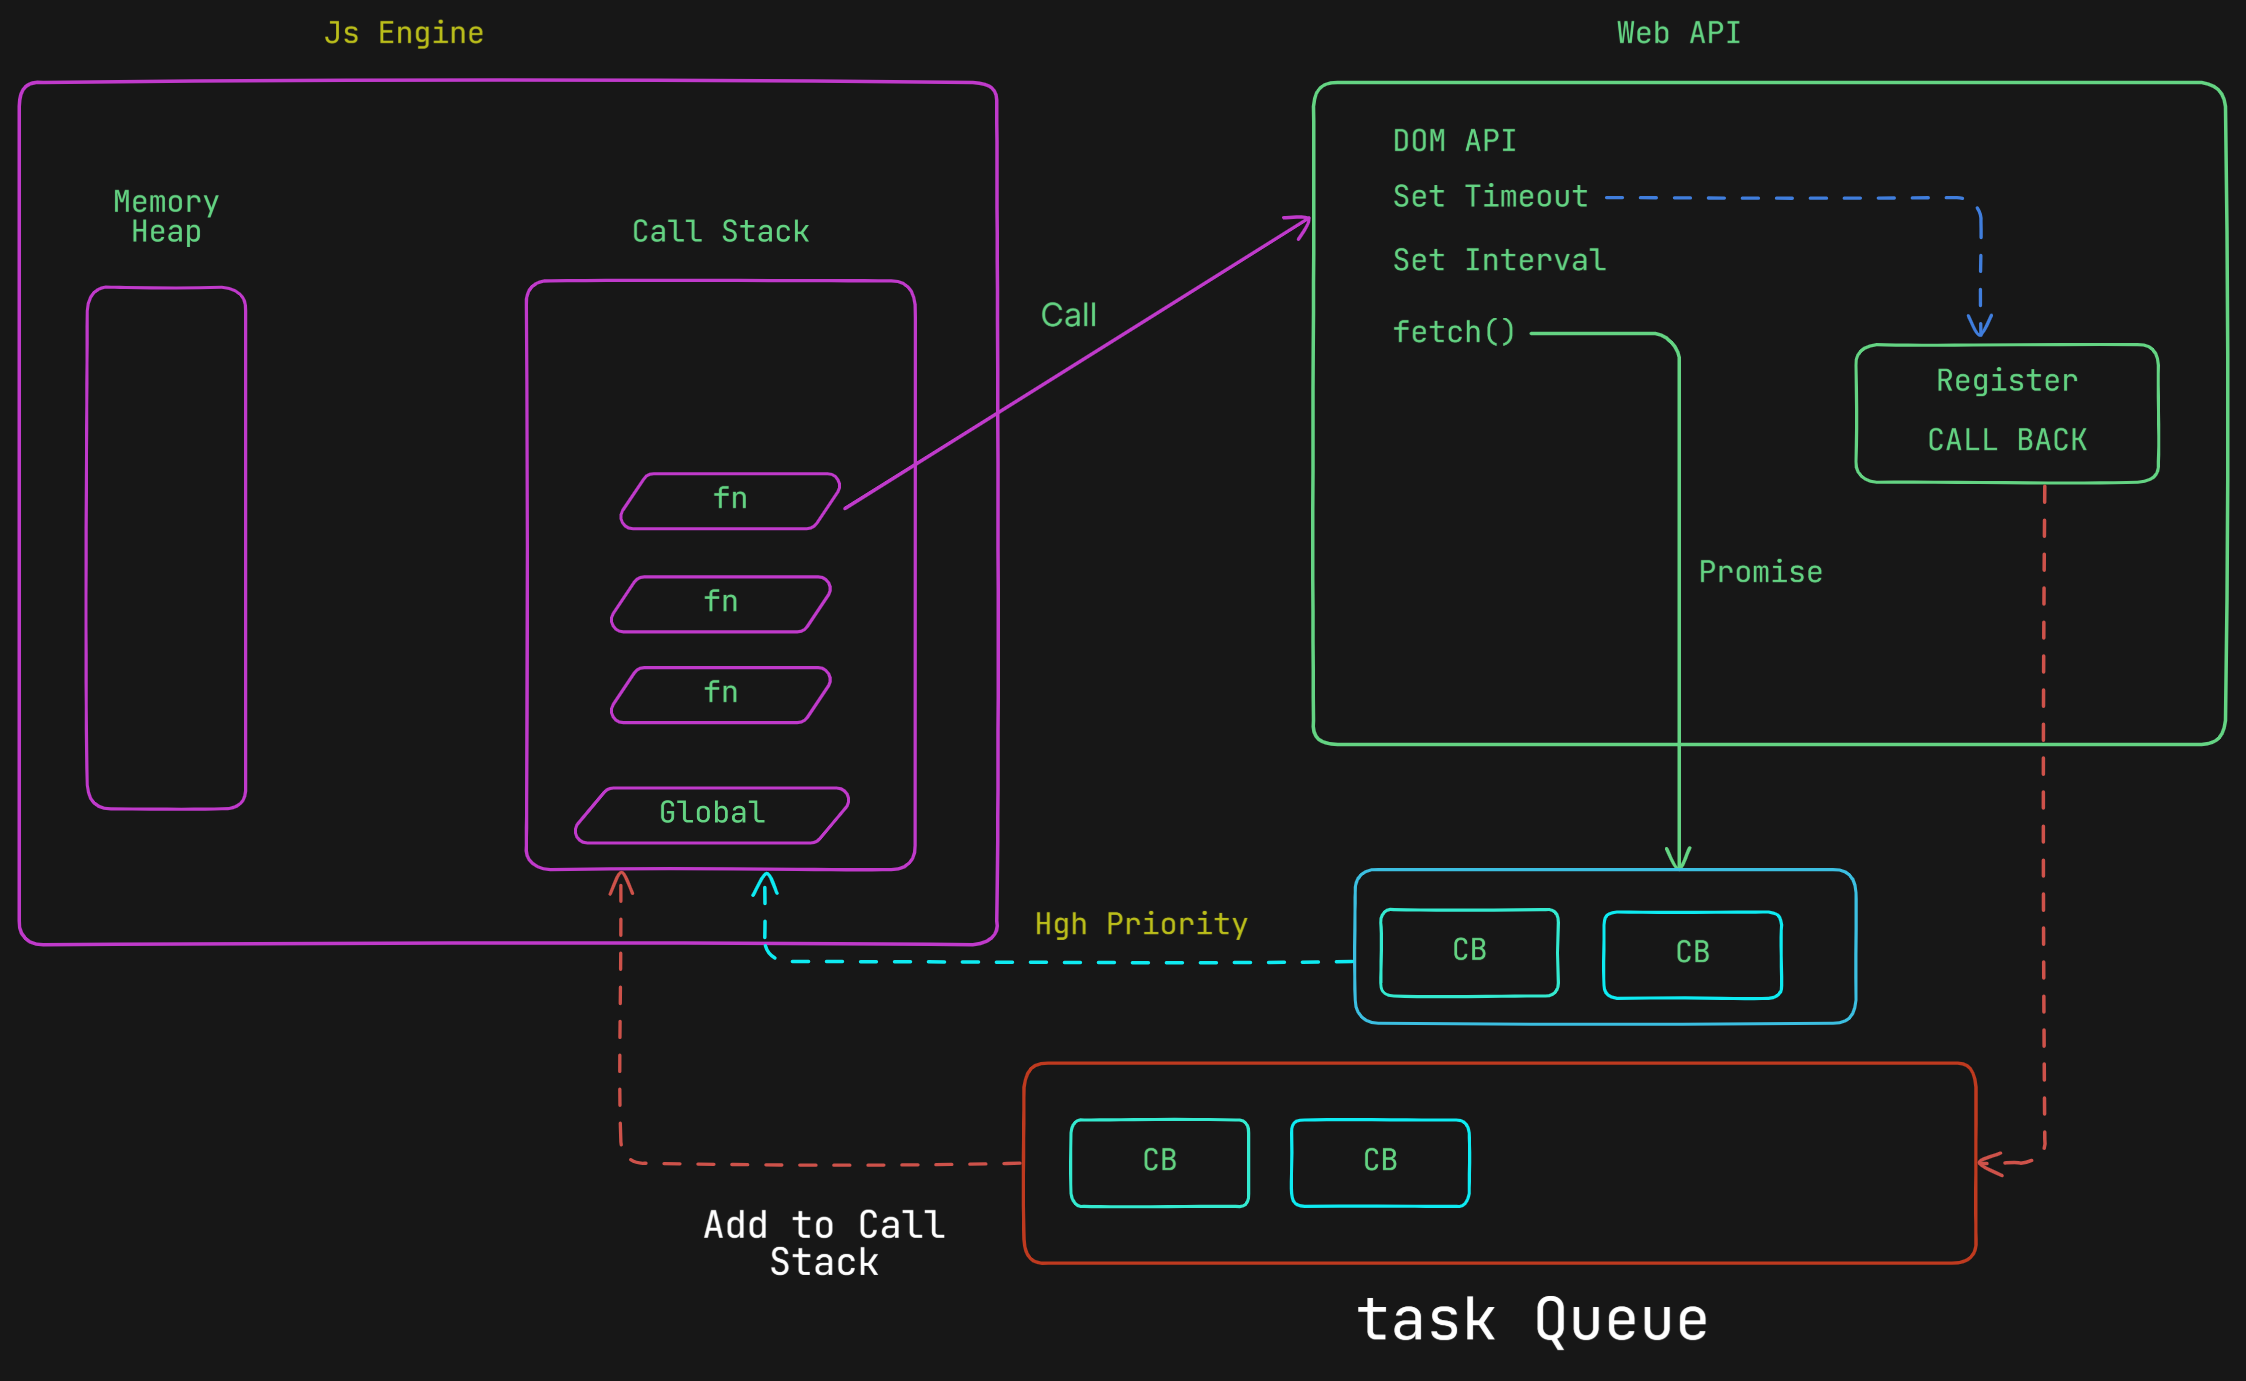 Js Engine
Web API
Memory
Heap
Call Stack
fn
fn
fn
Global
Call
DOM API
Set Timeout
Set Interval
fetch()
Register
CALL BACK
Promise
Hgh Priority
CB
CB
CB
CB
Add to Call
Stack
task Queue